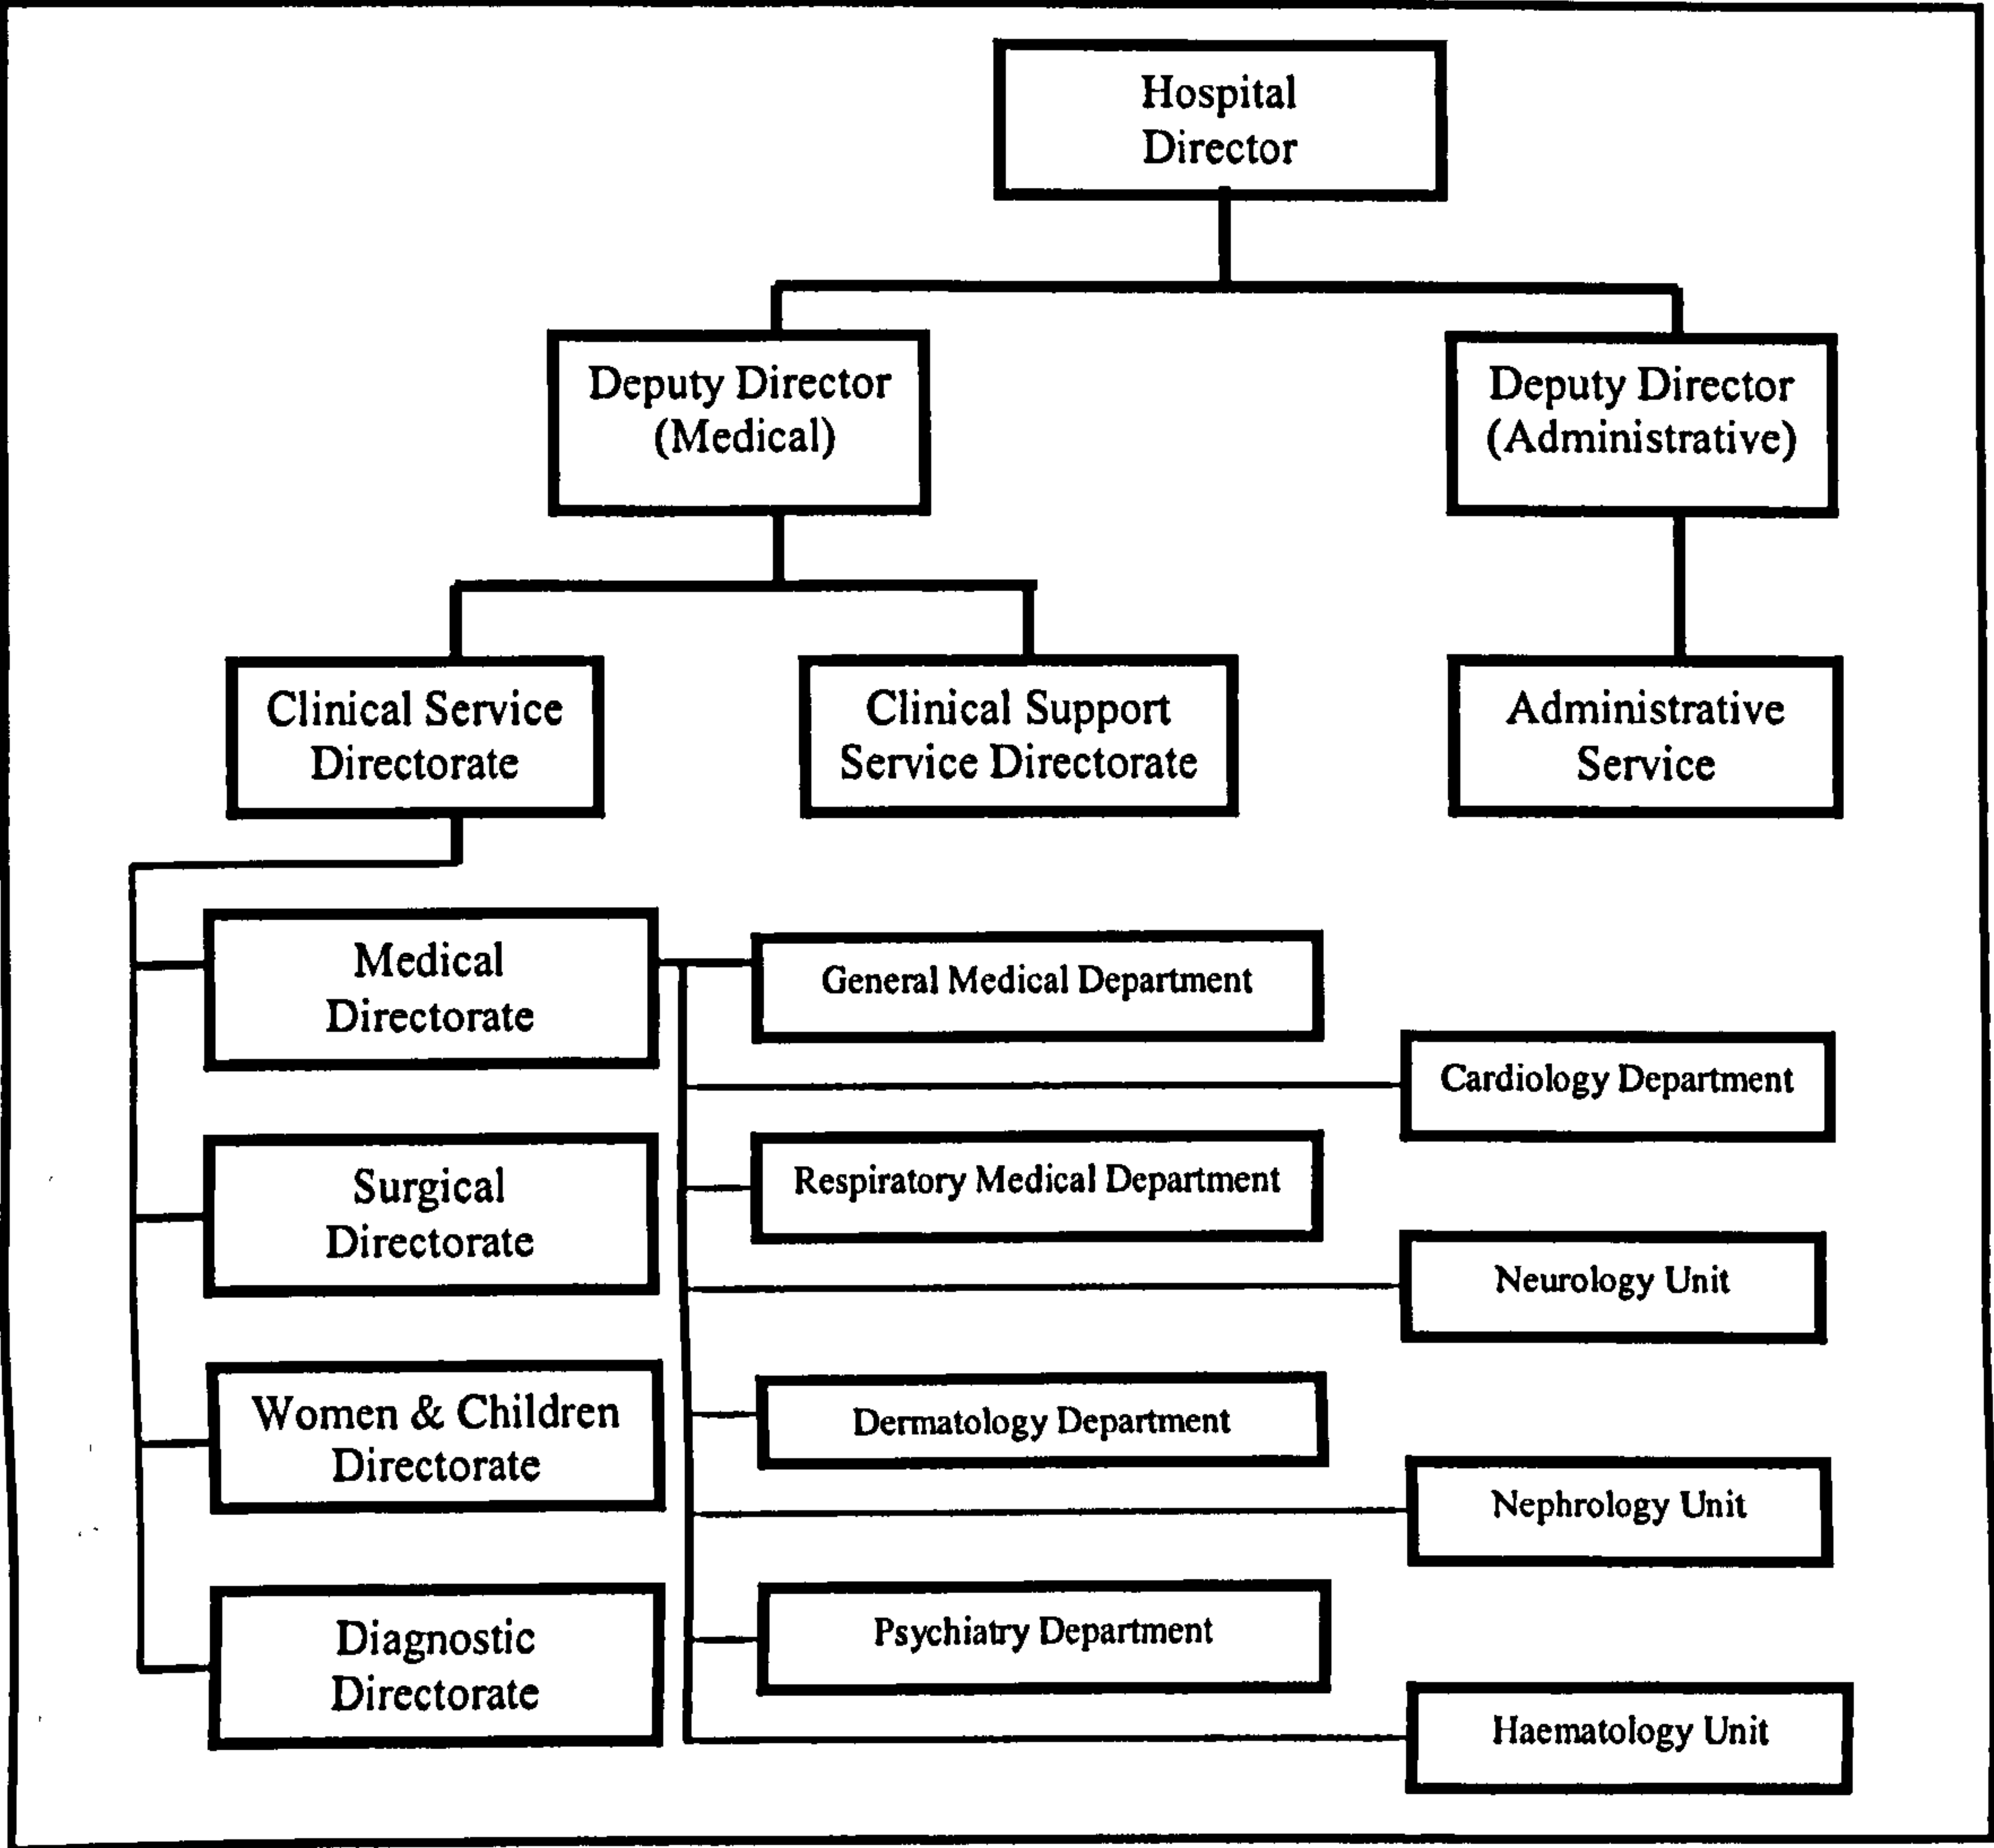 Hospital
Director
Deputy Director
(Medical)
Deputy Director
(Administrative)
Clinical Service
Directorate
Clinical Support
Service Directorate
Administrative
Service
Medical
Directorate
General Medical Department
Cardiology Department
Surgical
Directorate
Respiratory Medical Department
Neurology Unit
Women & Children
Directorate
Dermatology Department
Nephrology Unit
Diagnostic
Directorate
Psychiatry Department
Haematology Unit